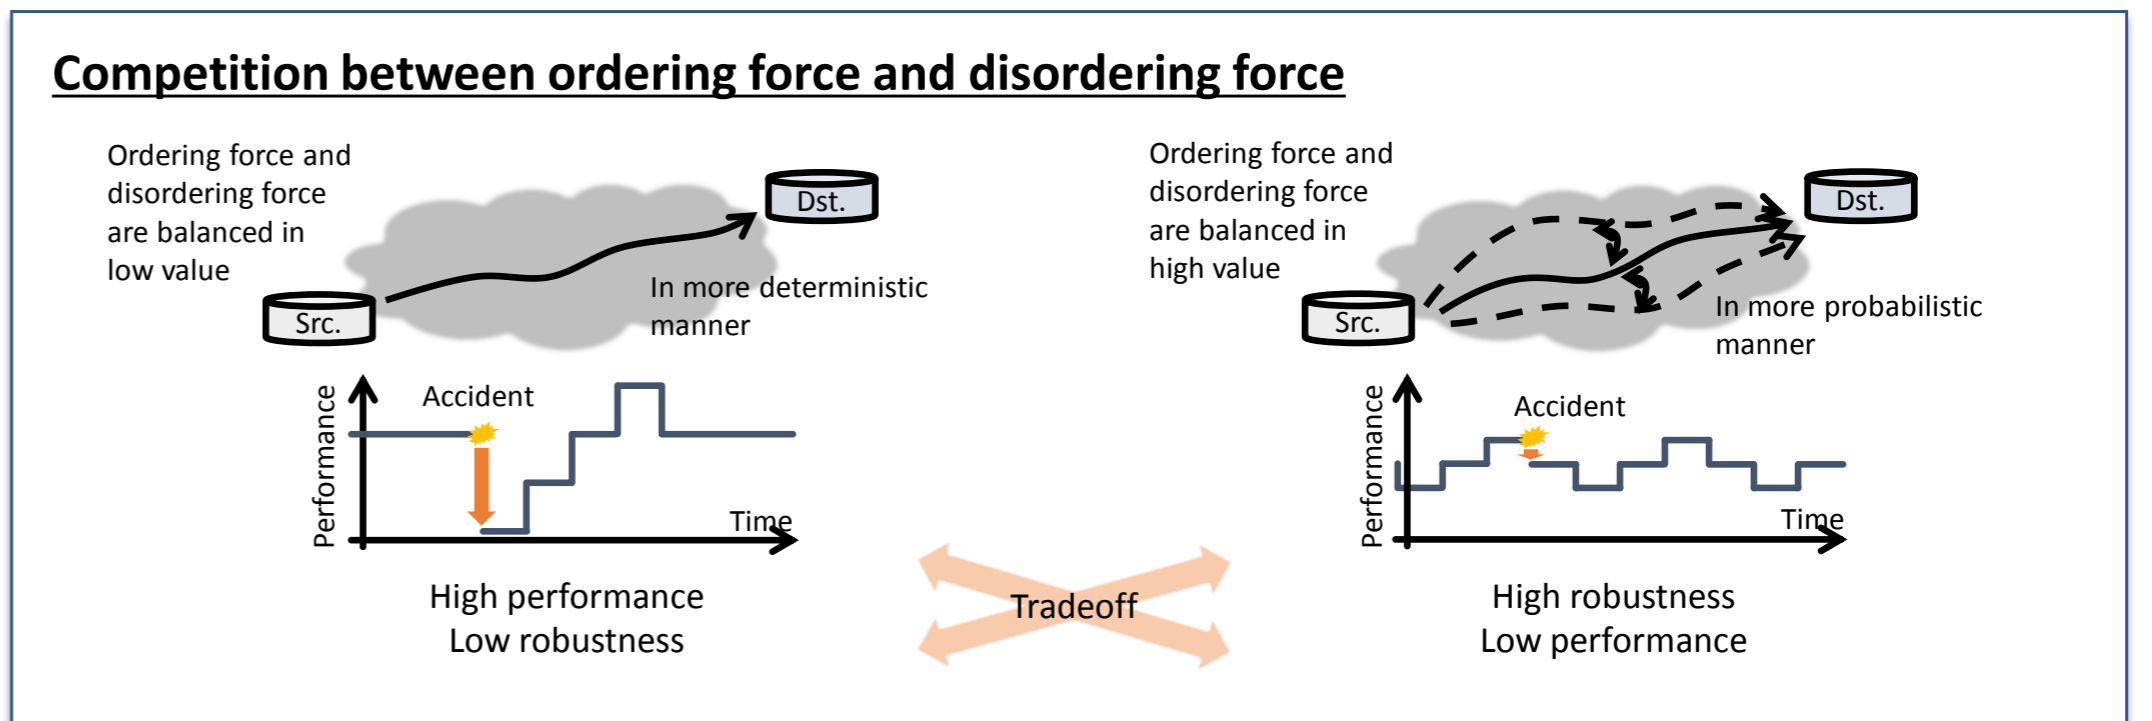 Competition between ordering force and disordering force
Ordering force and
disordering force
are balanced in
low value
Dst.
Src.
In more deterministic
manner
Performance
Accident
Time
High performance
Low robustness
Tradeoff
Ordering force and
disordering force
are balanced in
high value
Dst.
Src.
In more probabilistic
manner
Performance
Accident
Time
High robustness
Low performance